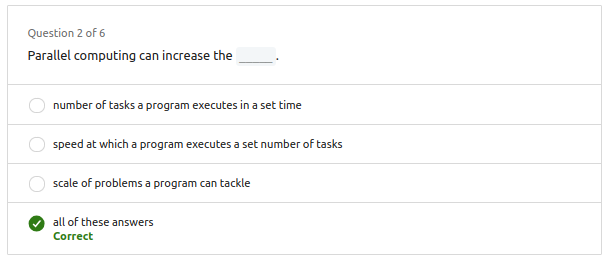 Question 2 of 6
Parallel computing can increase the _____.
number of tasks a program executes in a set time
speed at which a program executes a set number of tasks
scale of problems a program can tackle
all of these answers
Correct